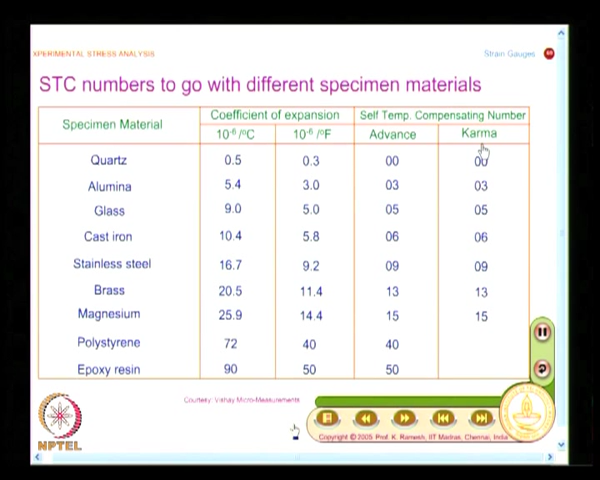 XPERIMENTAL STRESS ANALYSIS
Strain Gauges
STC numbers to go with different specimen materials
Specimen Material Coefficient of expansion Self Temp. Compensating Number
10⁻⁶ /⁰C 10⁻⁶ /⁰F Advance Karma
Quartz 0.5 0.3 00 00
Alumina 5.4 3.0 03 03
Glass 9.0 5.0 05 05
Cast iron 10.4 5.8 06 06
Stainless steel 16.7 9.2 09 09
Brass 20.5 11.4 13 13
Magnesium 25.9 14.4 15 15
Polystyrene 72 40 40
Epoxy resin 90 50 50
Courtesy: Vishay Micro-Measurements
NPTEL
Copyright © 2005 Prof. K. Ramesh, IIT Madras, Chennai, India